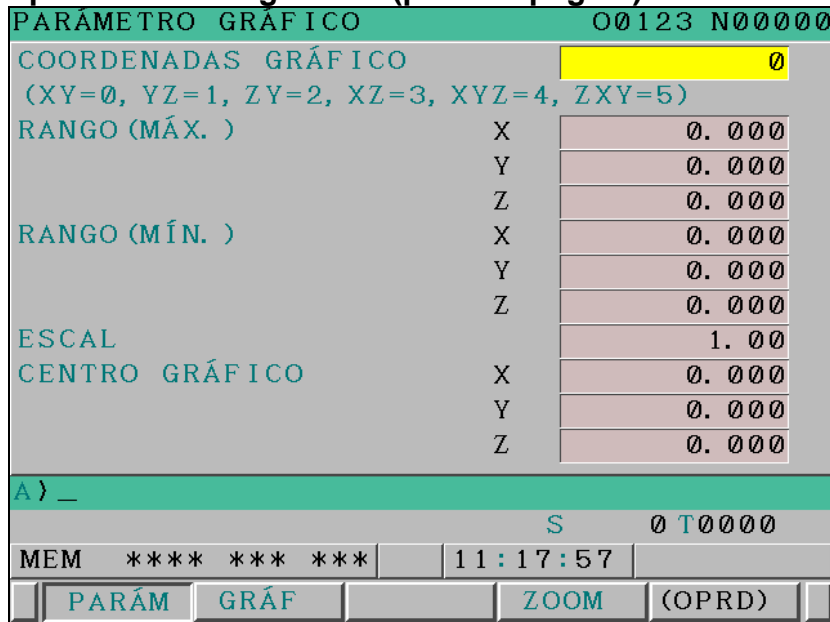 PARÁMETRO GRÁFICO O0123 N00000
COORDENADAS GRÁFICO 0
(XY=0, YZ=1, ZY=2, XZ=3, XYZ=4, ZXY=5)
RANGO (MÁX. ) X 0. 000
Y 0. 000
Z 0. 000
RANGO (MÍN. ) X 0. 000
Y 0. 000
Z 0. 000
ESCAL 1. 00
CENTRO GRÁFICO X 0. 000
Y 0. 000
Z 0. 000
A〉_
S 0 T0000
MEM **** *** *** 11:17:57
PARÁM GRÁF ZOOM (OPRD)